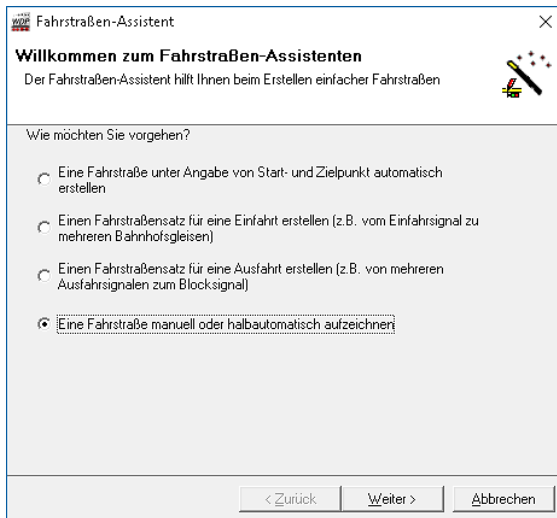 WDP Fahrstraßen-Assistent
Willkommen zum Fahrstraßen-Assistenten
Der Fahrstraßen-Assistent hilft Ihnen beim Erstellen einfacher Fahrstraßen
Wie möchten Sie vorgehen?
Eine Fahrstraße unter Angabe von Start- und Zielpunkt automatisch
erstellen
Einen Fahrstraßensatz für eine Einfahrt erstellen (z.B. vom Einfahrsignal zu
mehreren Bahnhofsgleisen)
Einen Fahrstraßensatz für eine Ausfahrt erstellen (z.B. von mehreren
Ausfahrsignalen zum Blocksignal)
Eine Fahrstraße manuell oder halbautomatisch aufzeichnen
< Zurück Weiter > Abbrechen